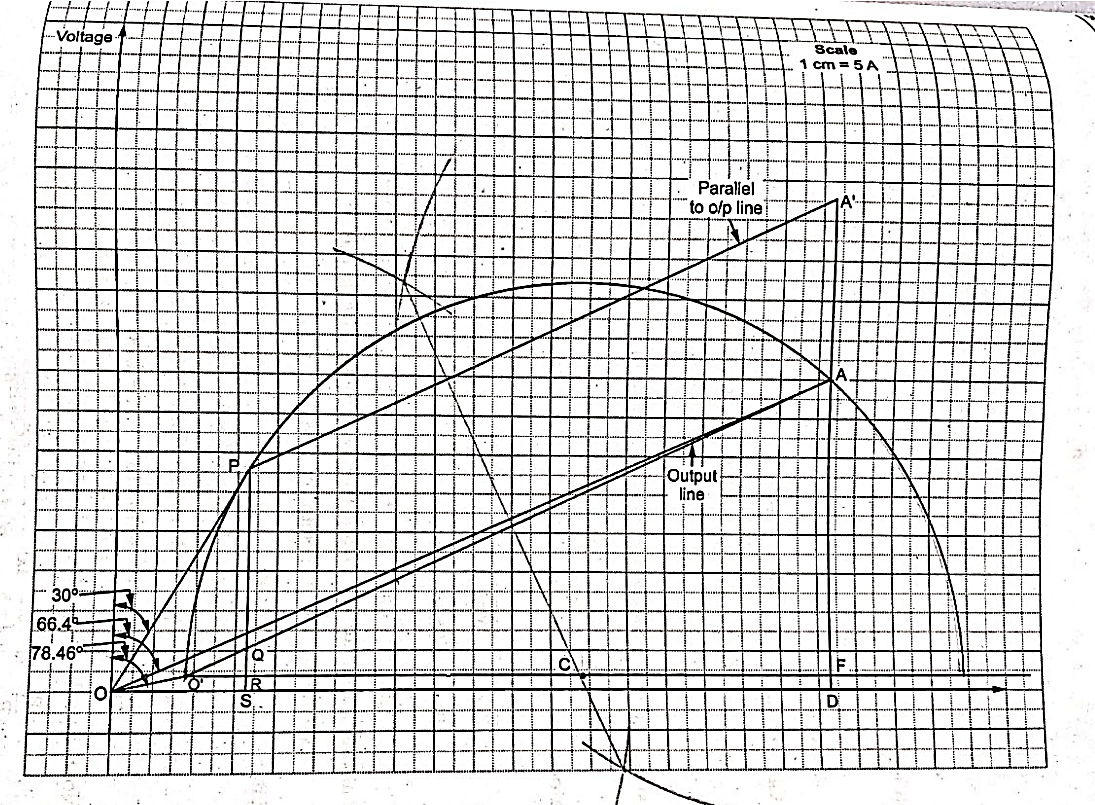 Voltage
Scale
1 cm = 5 A
Parallel
to o/p line
A'
A
P
Output
line
30°
66.4°
78.46°
Q
C
F
O
O'
R
S
D